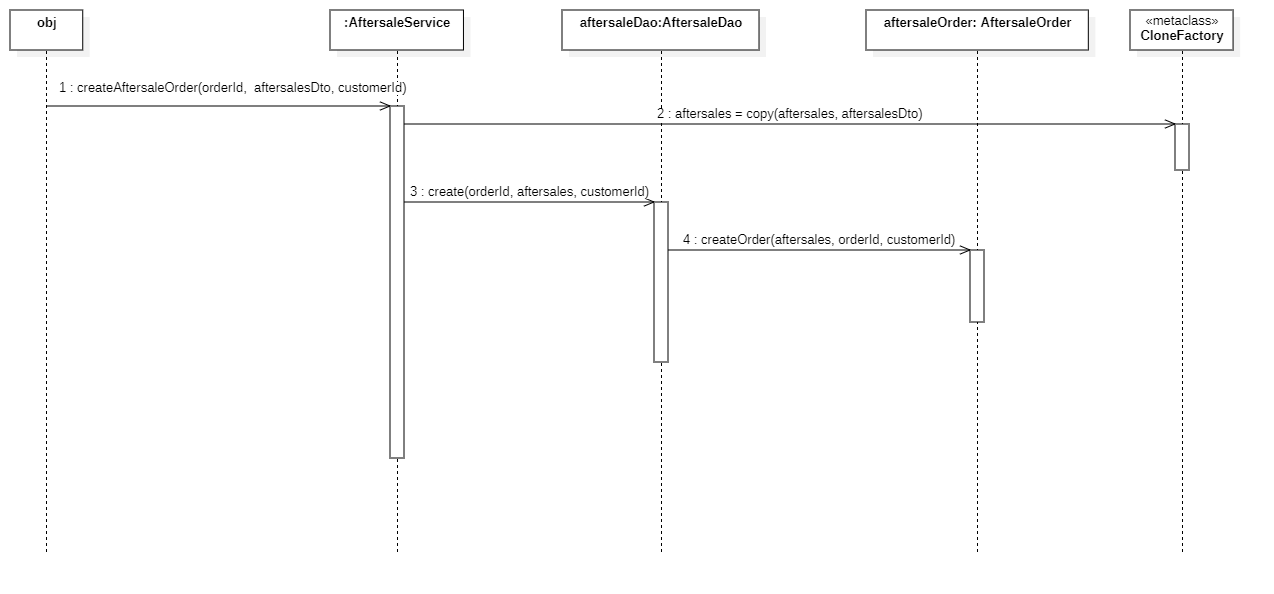 obj
:AftersaleService
aftersaleDao:AftersaleDao
aftersaleOrder: AftersaleOrder
«metaclass»
CloneFactory
1 : createAftersaleOrder(orderId,  aftersalesDto, customerId)
2 : aftersales = copy(aftersales, aftersalesDto)
3 : create(orderId, aftersales, customerId)
4 : createOrder(aftersales, orderId, customerId)